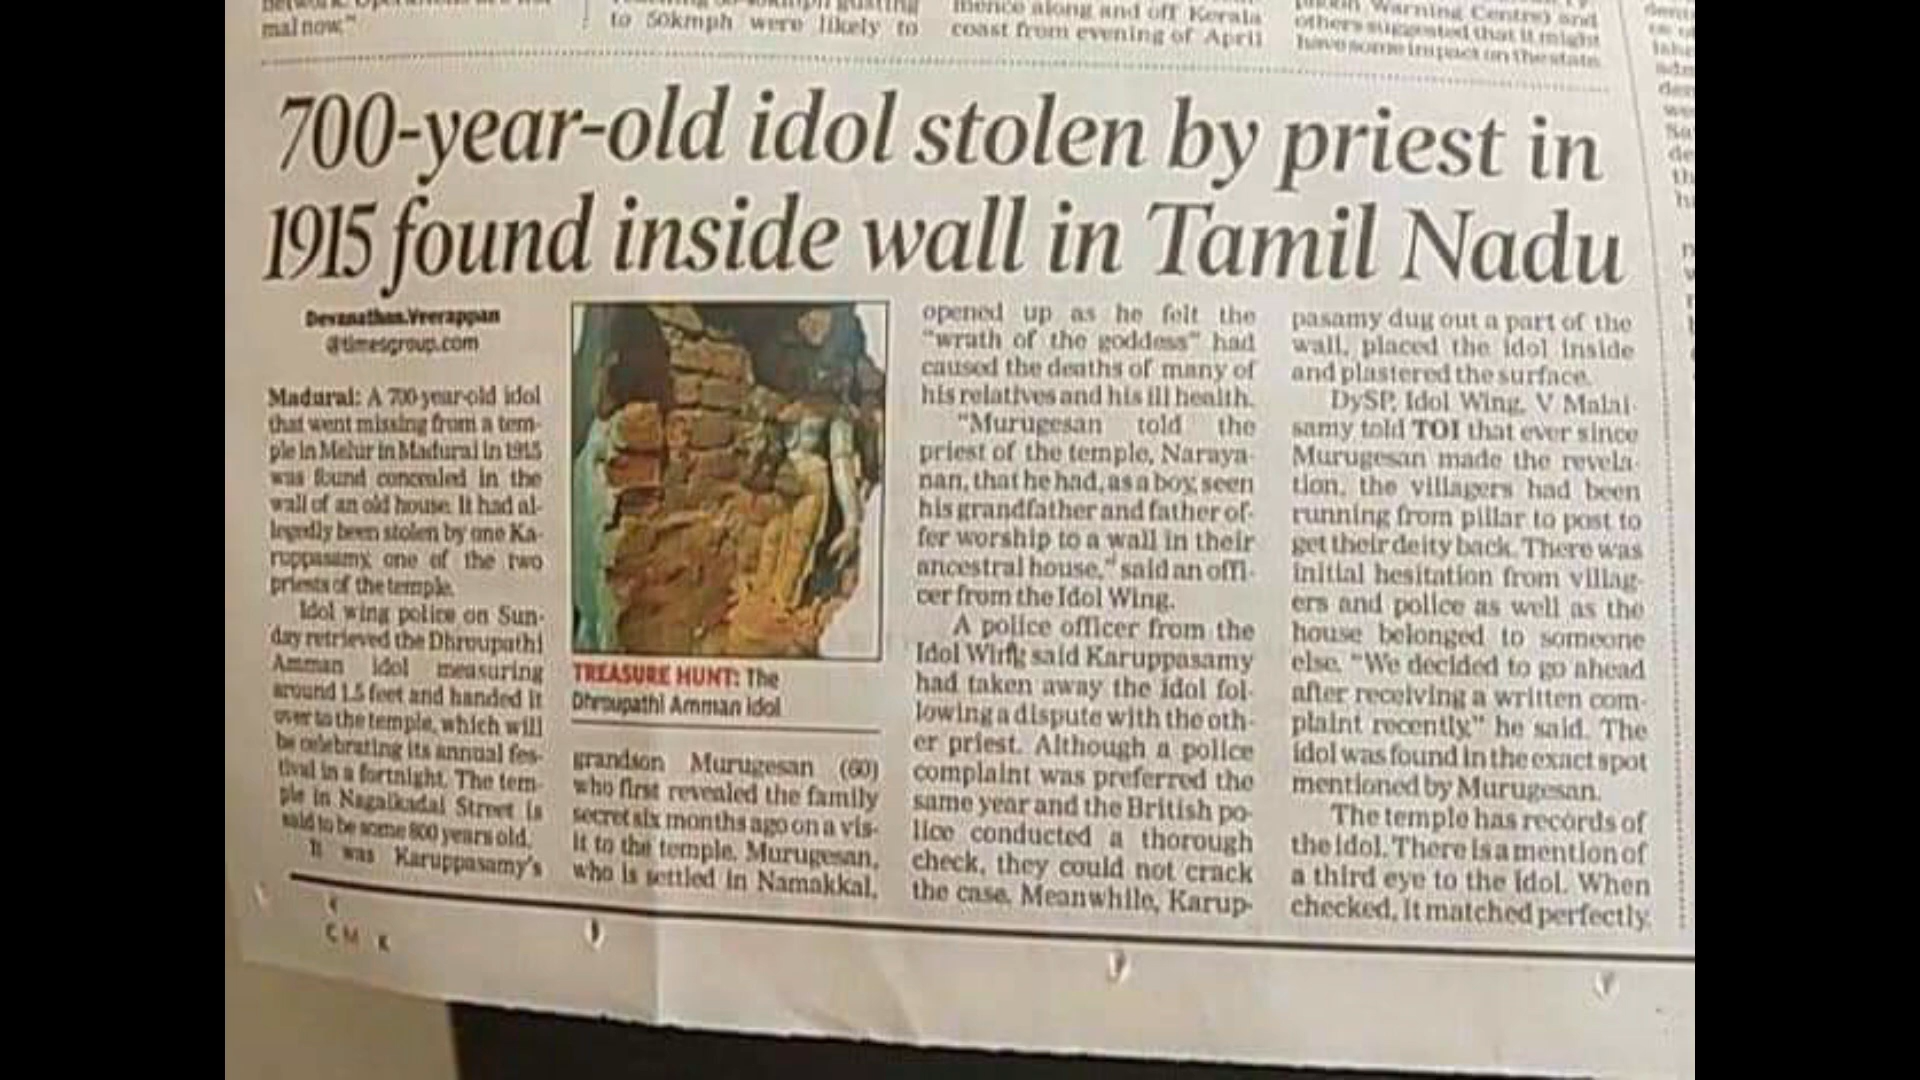 mal now."
to 50kmph were likely to
mence along and off Kerala
coast from evening of April
Warning Centre) and
others suggested that it might
have some impact on the state
700-year-old idol stolen by priest in
1915 found inside wall in Tamil Nadu
Devanathan.Veerappan
@timesgroup.com
Madurai: A 700-year-old idol
that went missing from a tem-
ple in Melur in Madurai in 1915
was found concealed in the
wall of an old house. It had al-
legedly been stolen by one Ka-
ruppasamy, one of the two
priests of the temple.
Idol wing police on Sun-
day retrieved the Dhroupathi
Amman idol measuring
around 1.5 feet and handed it
over to the temple, which will
be celebrating its annual fes-
tival in a fortnight. The tem-
ple in Nagaikadai Street is
said to be some 800 years old.
It was Karuppasamy's
TREASURE HUNT: The
Dhroupathi Amman idol
grandson Murugesan (60)
who first revealed the family
secret six months ago on a vis-
it to the temple. Murugesan,
who is settled in Namakkal,
opened up as he felt the
"wrath of the goddess" had
caused the deaths of many of
his relatives and his ill health.
"Murugesan told the
priest of the temple, Naraya-
nan, that he had, as a boy, seen
his grandfather and father of-
fer worship to a wall in their
ancestral house," said an offi-
cer from the Idol Wing.
A police officer from the
Idol Wing said Karuppasamy
had taken away the idol fol-
lowing a dispute with the oth-
er priest. Although a police
complaint was preferred the
same year and the British po-
lice conducted a thorough
check, they could not crack
the case. Meanwhile, Karup-
pasamy dug out a part of the
wall, placed the idol inside
and plastered the surface.
DySP, Idol Wing, V Malai-
samy told TOI that ever since
Murugesan made the revela-
tion, the villagers had been
running from pillar to post to
get their deity back. There was
initial hesitation from villag-
ers and police as well as the
house belonged to someone
else. "We decided to go ahead
after receiving a written com-
plaint recently," he said. The
idol was found in the exact spot
mentioned by Murugesan.
The temple has records of
the idol. There is a mention of
a third eye to the idol. When
checked, it matched perfectly.
C M K